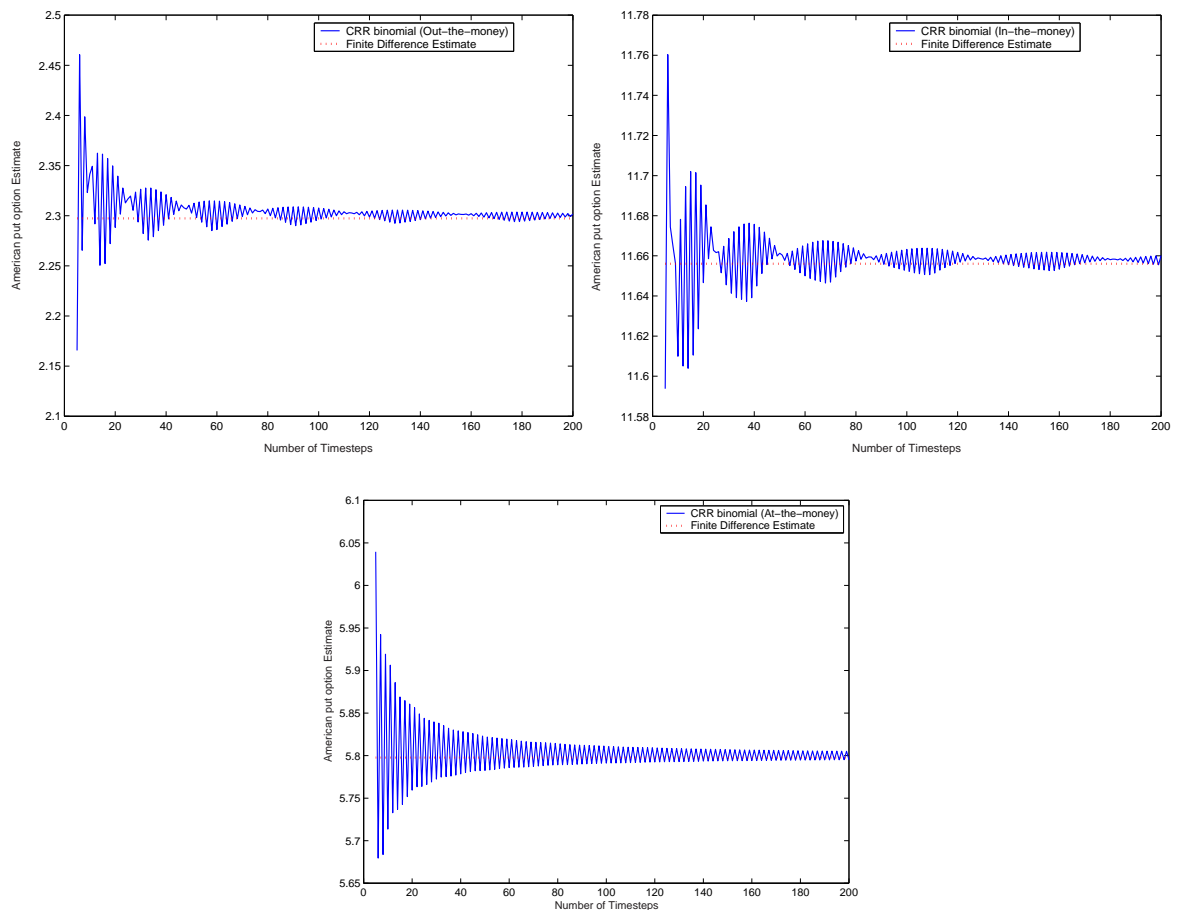 2.5
2.45
2.4
2.35
2.3
2.25
2.2
2.15
2.1
American put option Estimate
CRR binomial (Out−the−money)
Finite Difference Estimate
0 20 40 60 80 100 120 140 160 180 200
Number of Timesteps
11.78
11.76
11.74
11.72
11.7
11.68
11.66
11.64
11.62
11.6
11.58
American put option Estimate
CRR binomial (In−the−money)
Finite Difference Estimate
0 20 40 60 80 100 120 140 160 180 200
Number of Timesteps
6.1
6.05
6
5.95
5.9
5.85
5.8
5.75
5.7
5.65
American put option Estimate
CRR binomial (At−the−money)
Finite Difference Estimate
0 20 40 60 80 100 120 140 160 180 200
Number of Timesteps